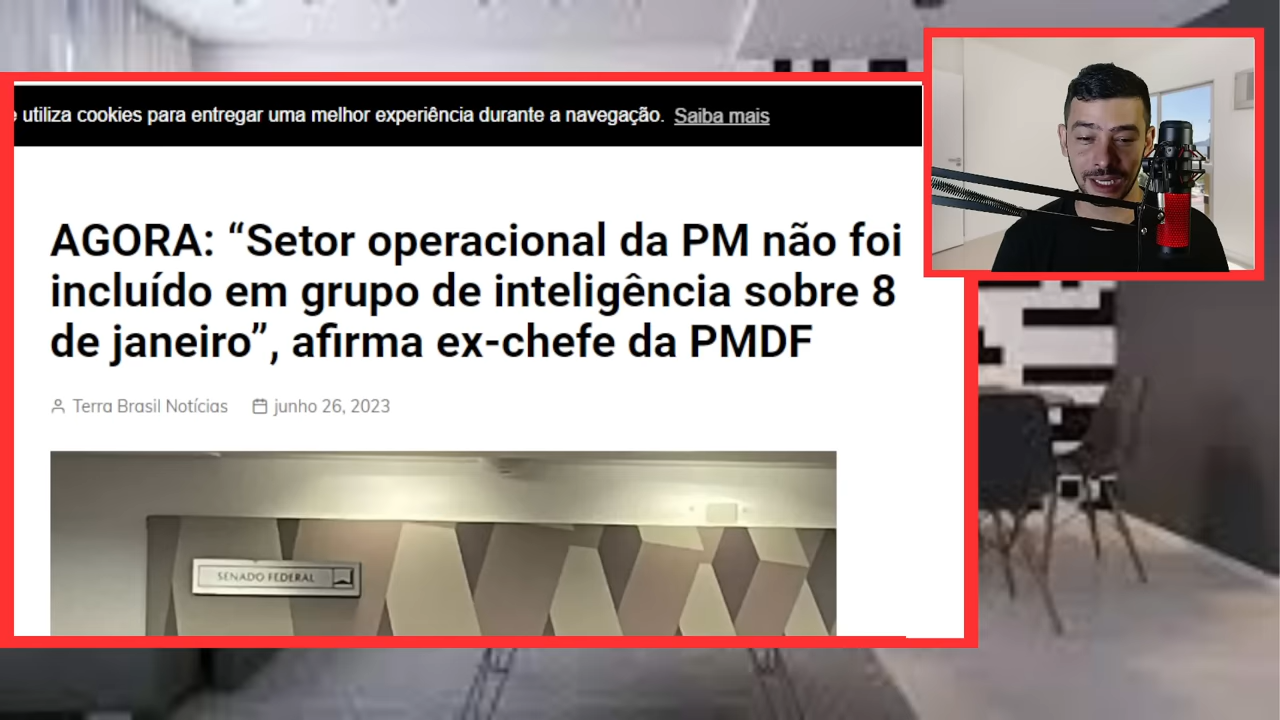 utiliza cookies para entregar uma melhor experiência durante a navegação. Saiba mais
AGORA: “Setor operacional da PM não foi
incluído em grupo de inteligência sobre 8
de janeiro”, afirma ex-chefe da PMDF
Terra Brasil Notícias junho 26, 2023
SENADO FEDERAL